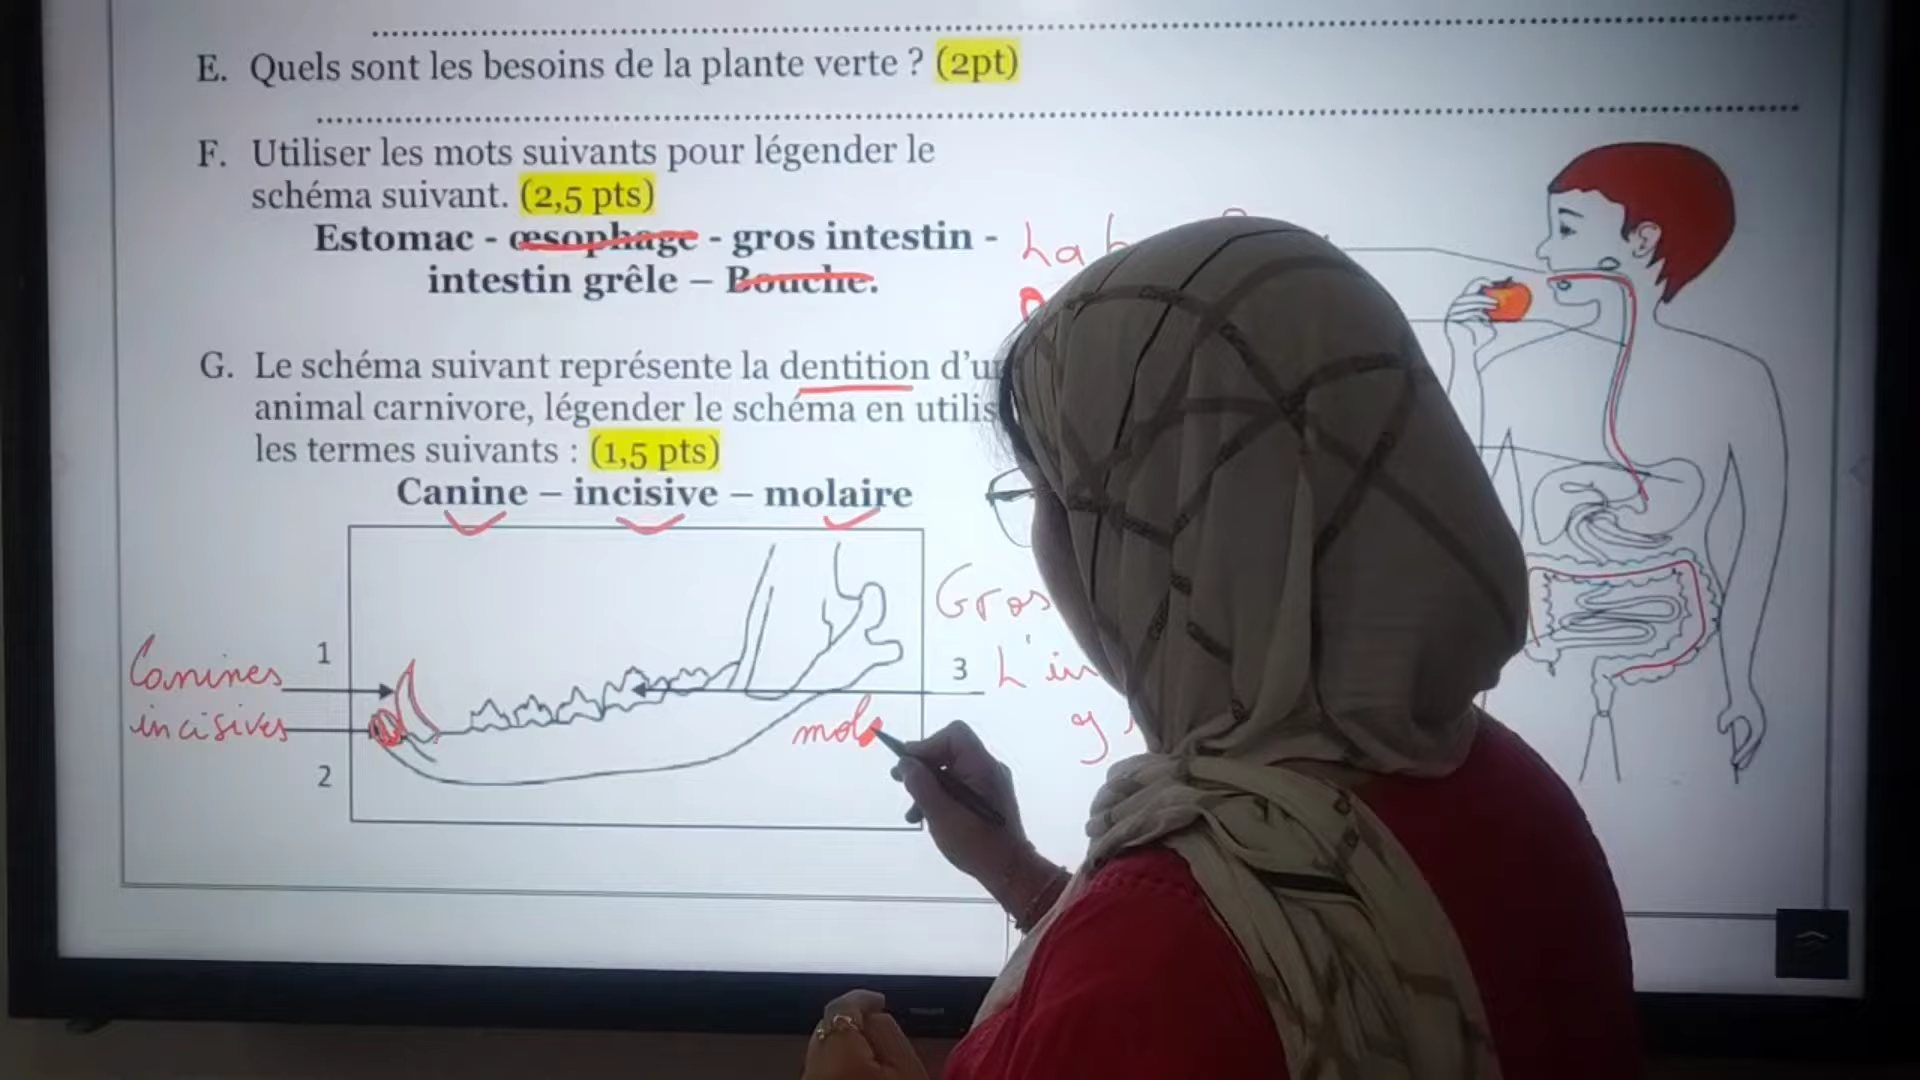 E. Quels sont les besoins de la plante verte ? (2pt)
F. Utiliser les mots suivants pour légender le
schéma suivant. (2,5 pts)
Estomac - œsophage - gros intestin -
intestin grêle – Bouche.
La
G. Le schéma suivant représente la dentition d'un
animal carnivore, légender le schéma en utilis
les termes suivants : (1,5 pts)
Canine – incisive – molaire
Gros
Canines 1
3 L'in
incisives
mol
2